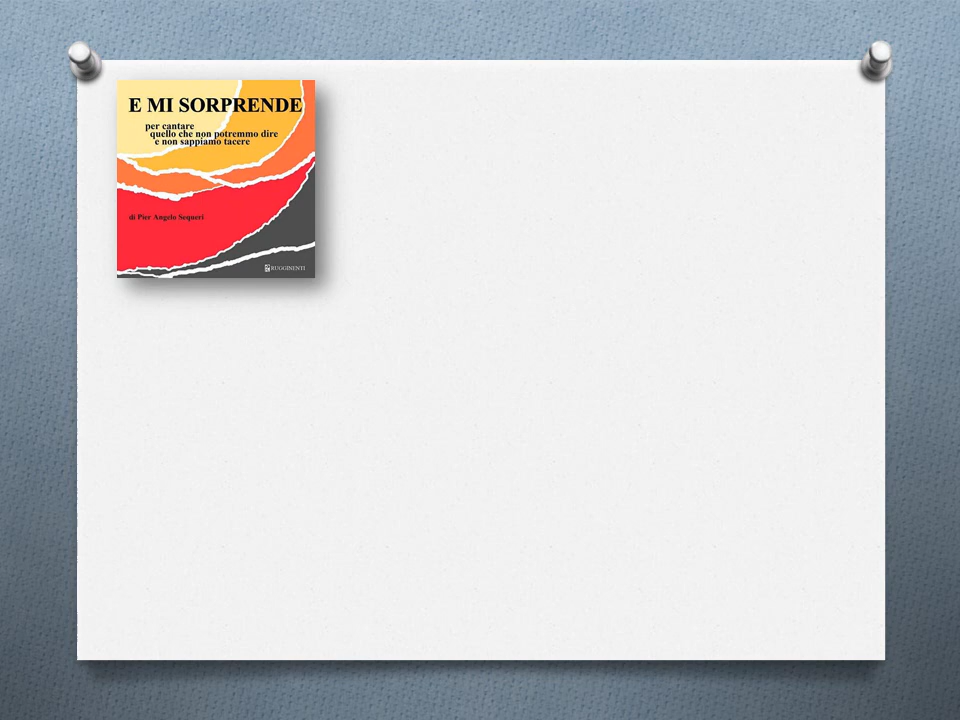 E MI SORPRENDE
per cantare
quello che non potremmo dire
e non sappiamo tacere
di Pier Angelo Sequeri
RUGGINENTI